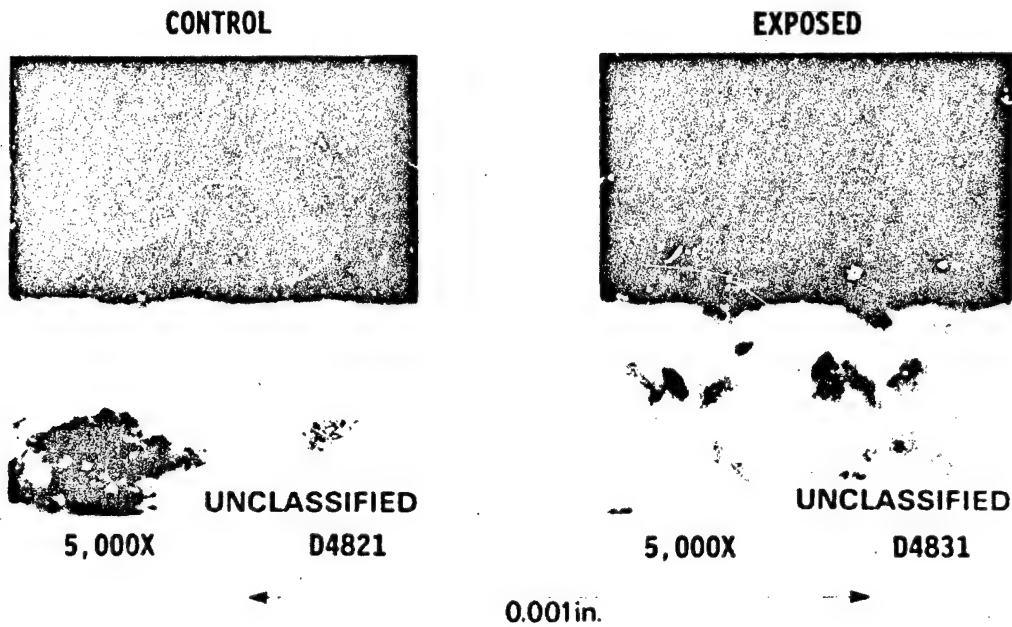 CONTROL
EXPOSED
UNCLASSIFIED
UNCLASSIFIED
5,000X D4821
5,000X D4831
0.001in.